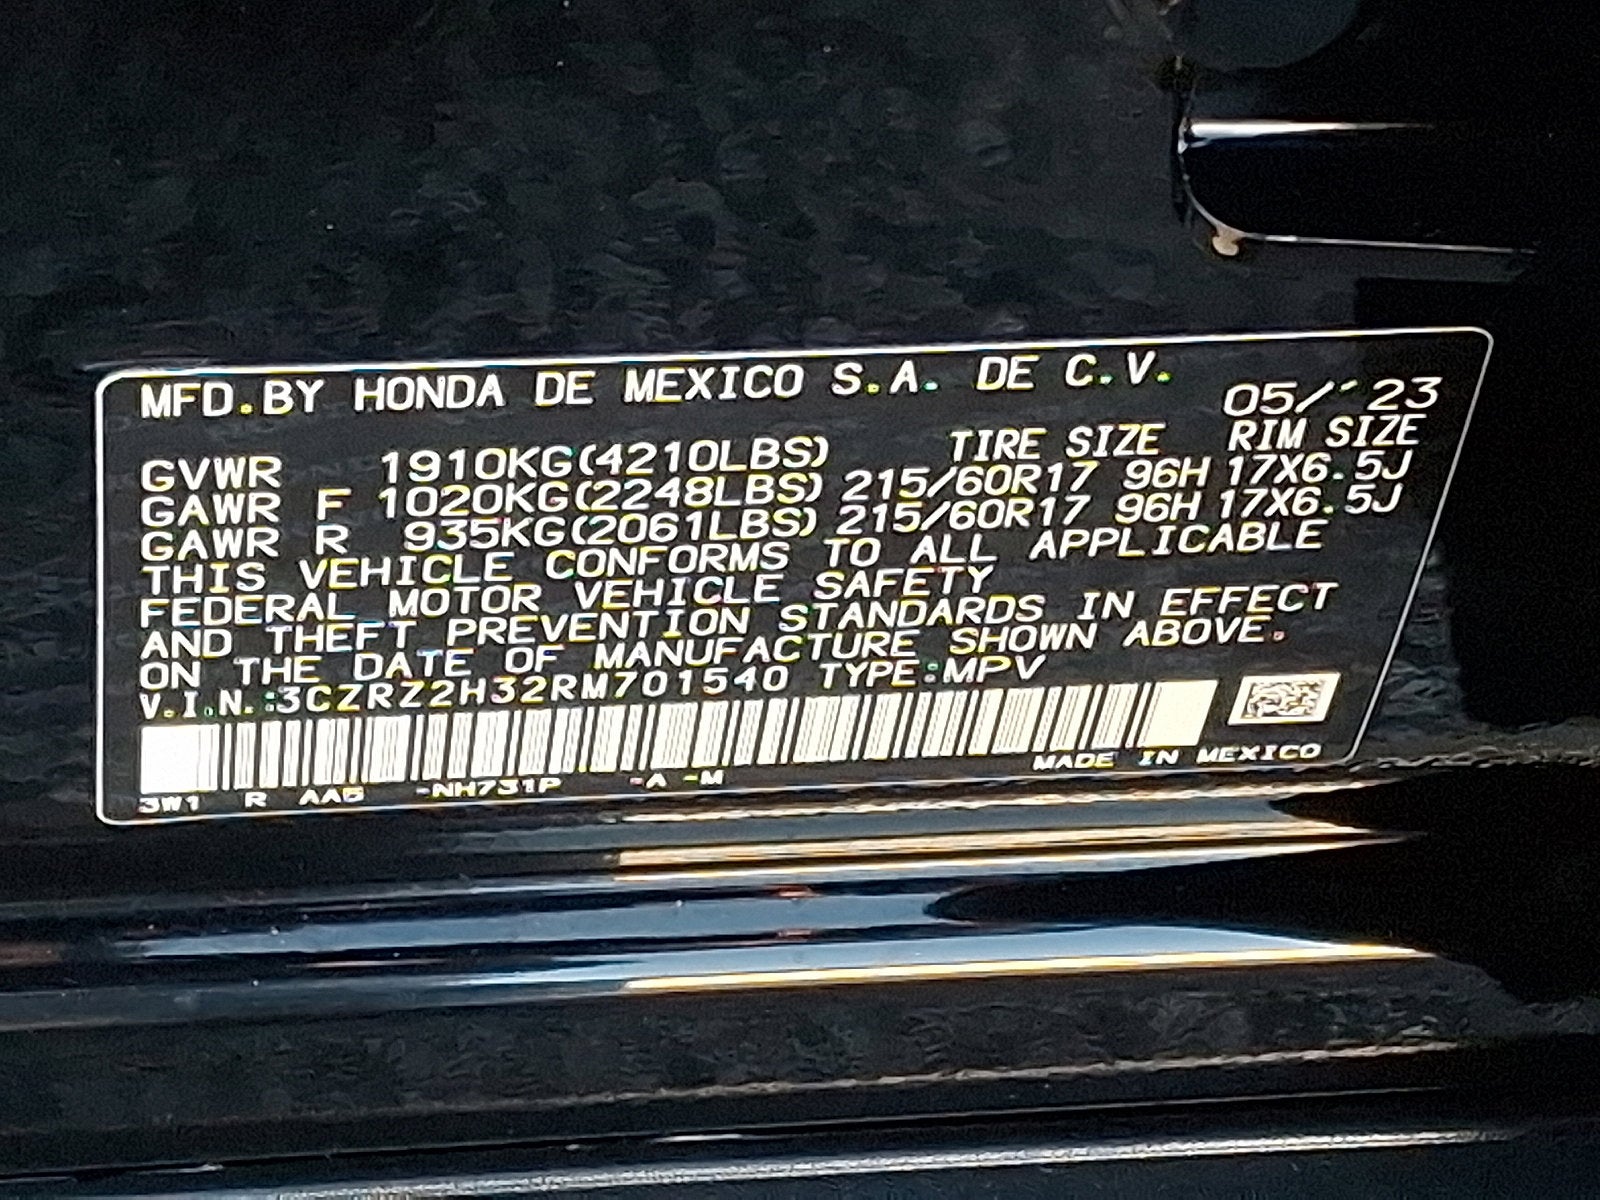 MFD.BY HONDA DE MEXICO S.A. DE C.V.
05/´23
TIRE SIZE RIM SIZE
GVWR 1910KG(4210LBS)
GAWR F 1020KG(2248LBS) 215/60R17 96H 17X6.5J
GAWR R 935KG(2061LBS) 215/60R17 96H 17X6.5J
THIS VEHICLE CONFORMS TO ALL APPLICABLE
FEDERAL MOTOR VEHICLE SAFETY
AND THEFT PREVENTION STANDARDS IN EFFECT
ON THE DATE OF MANUFACTURE SHOWN ABOVE.
V.I.N.:3CZRZ2H32RM701540 TYPE:MPV
3W1 R AA5 -NH731P -A -M MADE IN MEXICO